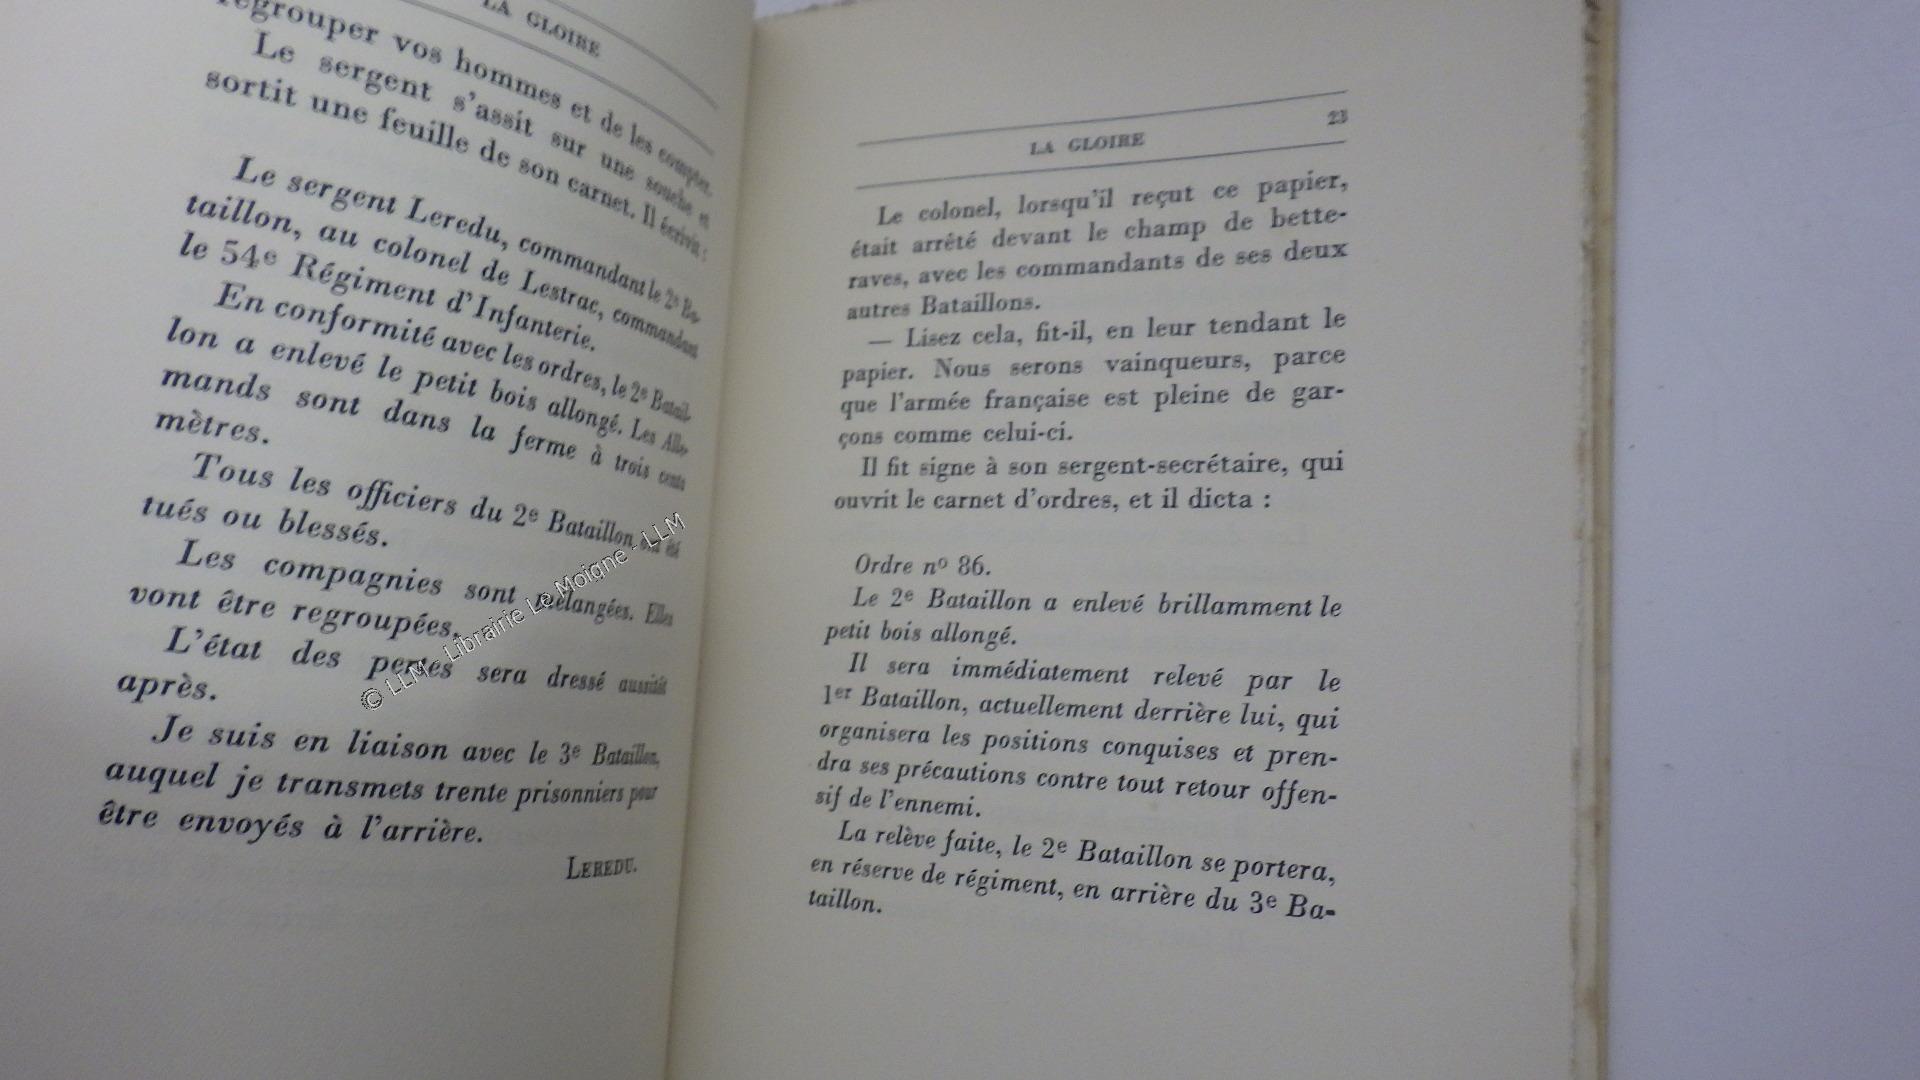 LA GLOIRE
regrouper vos hommes et de les compter.
Le sergent s'assit sur une souche et
sortit une feuille de son carnet. Il écrivit :
Le sergent Leredu, commandant le 2e Ba-
taillon, au colonel de Lestrac, commandant
le 54e Régiment d'Infanterie.
En conformité avec les ordres, le 2e Batail-
lon a enlevé le petit bois allongé. Les Alle-
mands sont dans la ferme à trois cents
mètres.
Tous les officiers du 2e Bataillon ont été
tués ou blessés.
Les compagnies sont mélangées. Elles
vont être regroupées.
L'état des pertes sera dressé aussitôt
après.
Je suis en liaison avec le 3e Bataillon,
auquel je transmets trente prisonniers pour
être envoyés à l'arrière.
LEREDU.
© LLM - Librairie Le Moigne - LLM
LA GLOIRE 23
Le colonel, lorsqu'il reçut ce papier,
était arrêté devant le champ de bette-
raves, avec les commandants de ses deux
autres Bataillons.
— Lisez cela, fit-il, en leur tendant le
papier. Nous serons vainqueurs, parce
que l'armée française est pleine de gar-
çons comme celui-ci.
Il fit signe à son sergent-secrétaire, qui
ouvrit le carnet d'ordres, et il dicta :
Ordre no 86.
Le 2e Bataillon a enlevé brillamment le
petit bois allongé.
Il sera immédiatement relevé par le
1er Bataillon, actuellement derrière lui, qui
organisera les positions conquises et pren-
dra ses précautions contre tout retour offen-
sif de l'ennemi.
La relève faite, le 2e Bataillon se portera,
en réserve de régiment, en arrière du 3e Ba-
taillon.